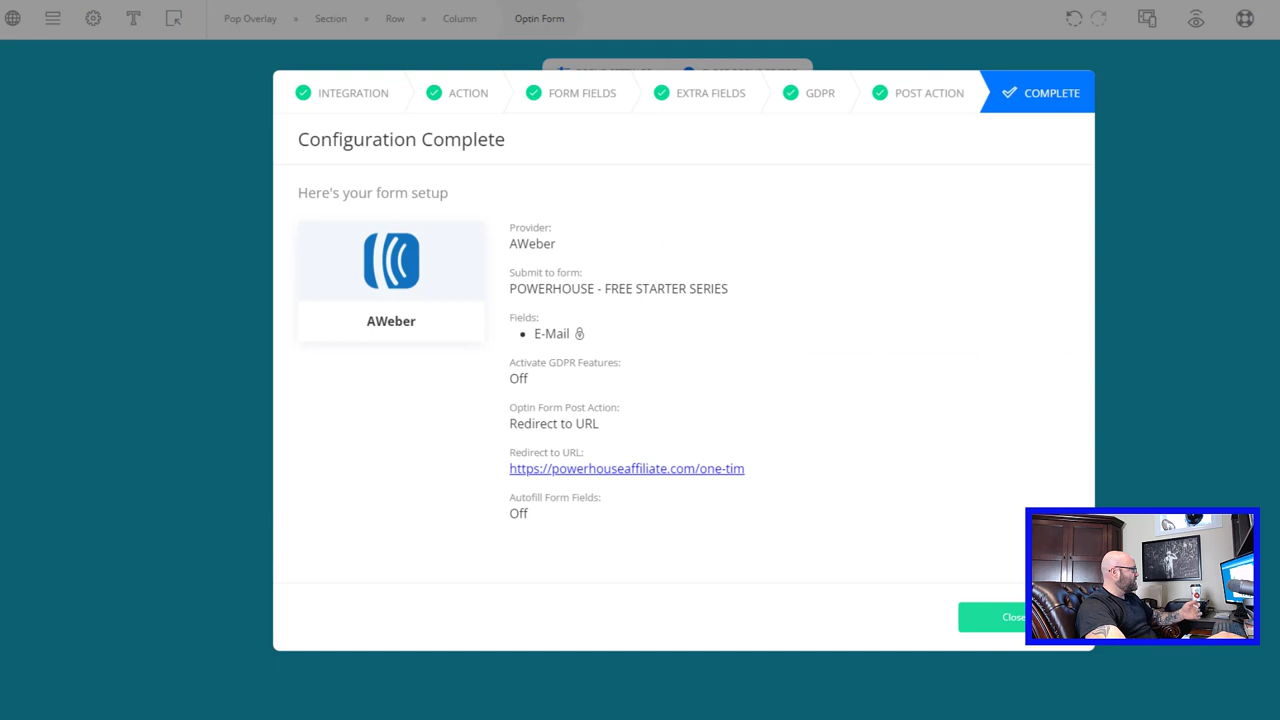 Pop Overlay » Section » Row » Column » Optin Form
INTEGRATION ACTION FORM FIELDS EXTRA FIELDS GDPR POST ACTION COMPLETE
Configuration Complete
Here's your form setup
AWeber
Provider:
AWeber
Submit to form:
POWERHOUSE - FREE STARTER SERIES
Fields:
• E-Mail
Activate GDPR Features:
Off
Optin Form Post Action:
Redirect to URL
Redirect to URL:
https://powerhouseaffiliate.com/one-tim
Autofill Form Fields:
Off
Close